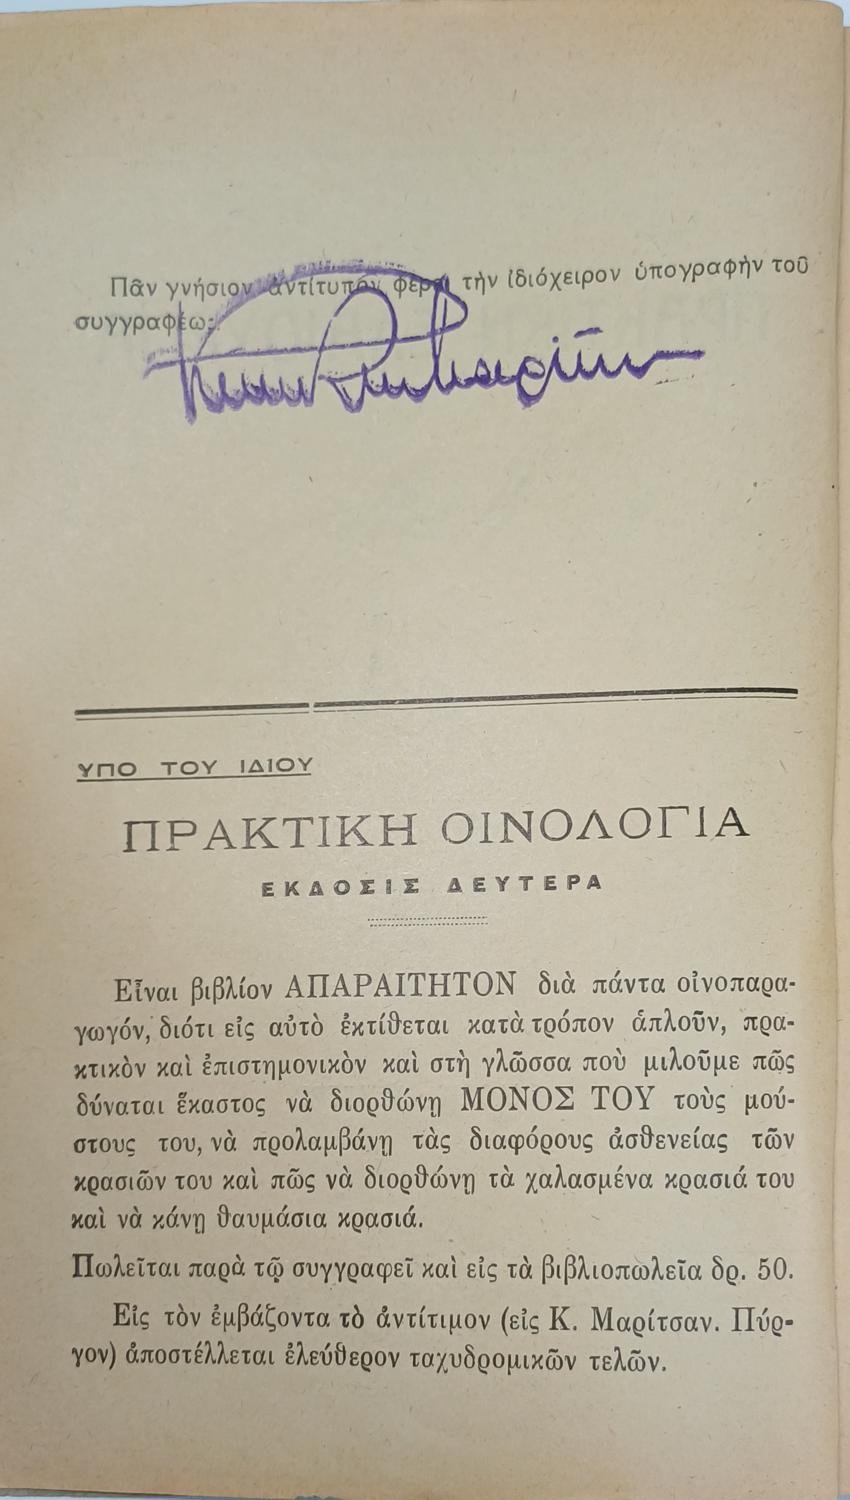 Πᾶν γνήσιον ἀντίτυπον φέρει τὴν ἰδιόχειρον ὑπογραφὴν τοῦ
συγγραφέως.
ΥΠΟ ΤΟΥ ΙΔΙΟΥ
ΠΡΑΚΤΙΚΗ ΟΙΝΟΛΟΓΙΑ
ΕΚΔΟΣΙΣ ΔΕΥΤΕΡΑ
Εἶναι βιβλίον ΑΠΑΡΑΙΤΗΤΟΝ διὰ πάντα οἰνοπαρα-
γωγόν, διότι εἰς αὐτὸ ἐκτίθεται κατὰ τρόπον ἁπλοῦν, πρα-
κτικὸν καὶ ἐπιστημονικὸν καὶ στὴ γλῶσσα ποὺ μιλοῦμε πῶς
δύναται ἕκαστος νὰ διορθώνῃ ΜΟΝΟΣ ΤΟΥ τοὺς μού-
στους του, νὰ προλαμβάνῃ τὰς διαφόρους ἀσθενείας τῶν
κρασιῶν του καὶ πῶς νὰ διορθώνῃ τὰ χαλασμένα κρασιά του
καὶ νὰ κάνῃ θαυμάσια κρασιά.
Πωλεῖται παρὰ τῷ συγγραφεῖ καὶ εἰς τὰ βιβλιοπωλεῖα δρ. 50.
Εἰς τὸν ἐμβάζοντα τὸ ἀντίτιμον (εἰς Κ. Μαρίτσαν. Πύρ-
γον) ἀποστέλλεται ἐλεύθερον ταχυδρομικῶν τελῶν.